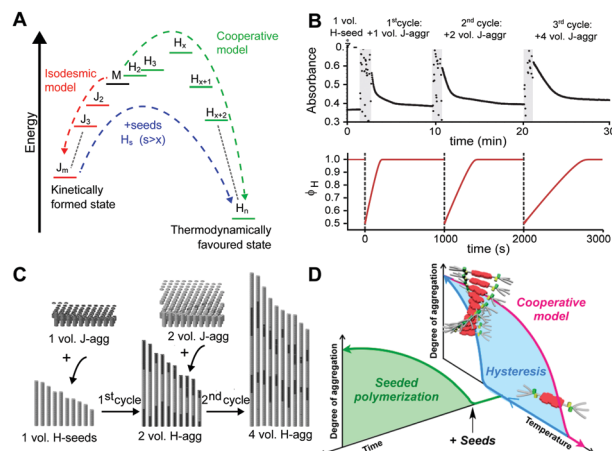 A
Energy
Isodesmic
model
Cooperative
model
M
H2
H3
Hx
Hx+1
Hx+2
J2
J3
Jm
+seeds
Hs (s>x)
Hn
Kinetically
formed state
Thermodynamically
favoured state
B
1 vol.
H-seed
1st cycle:
+1 vol. J-aggr
2nd cycle:
+2 vol. J-aggr
3rd cycle:
+4 vol. J-aggr
Absorbance
0.7
0.6
0.5
0.4
0.3
0
10
20
30
time (min)
ϕH
1.0
0.9
0.8
0.7
0.6
0.5
0
1000
2000
3000
time (s)
C
1 vol. J-agg
+
2 vol. J-agg
+
1st cycle
2nd cycle
1 vol. H-seeds
2 vol. H-agg
4 vol. H-agg
D
Degree of aggregation
Cooperative
model
Hysteresis
Temperature
Degree of aggregation
Seeded
polymerization
Time
+ Seeds